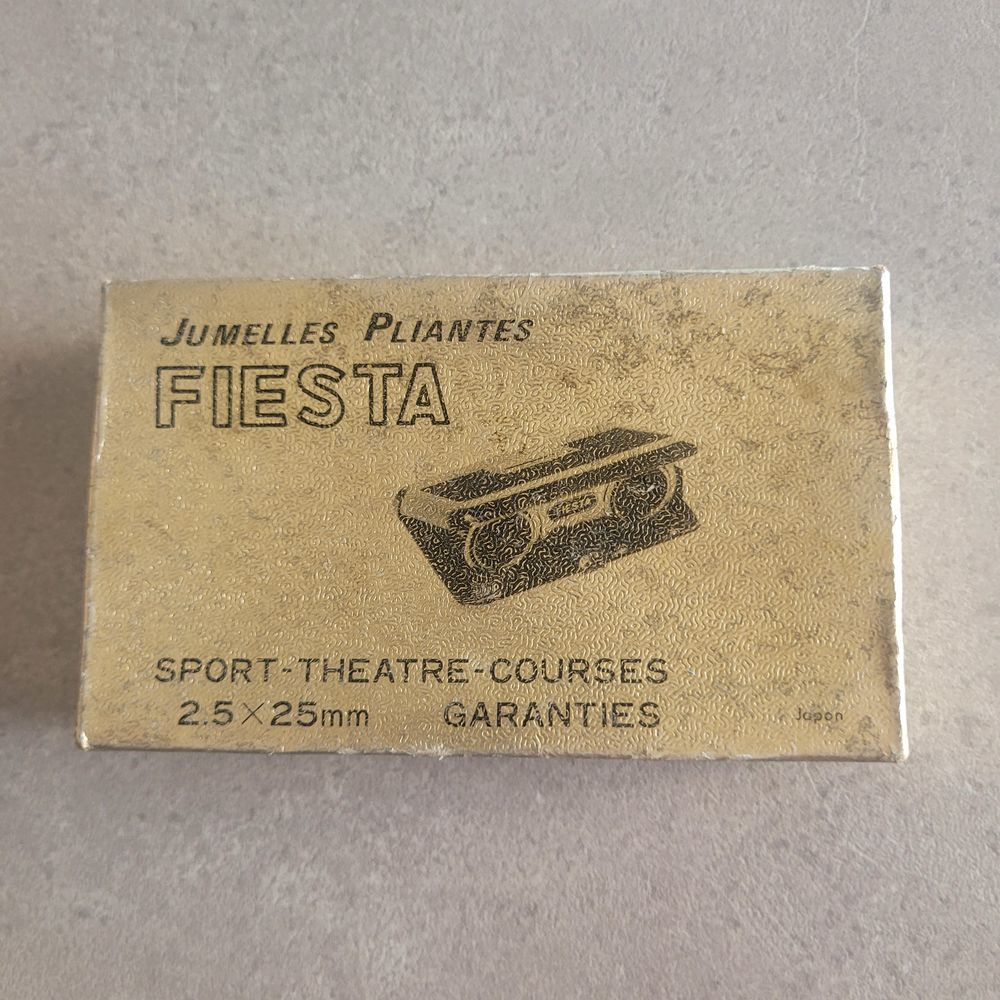 JUMELLES PLIANTES
FIESTA
SPORT-THEATRE-COURSES
2.5×25mm GARANTIES
Japon